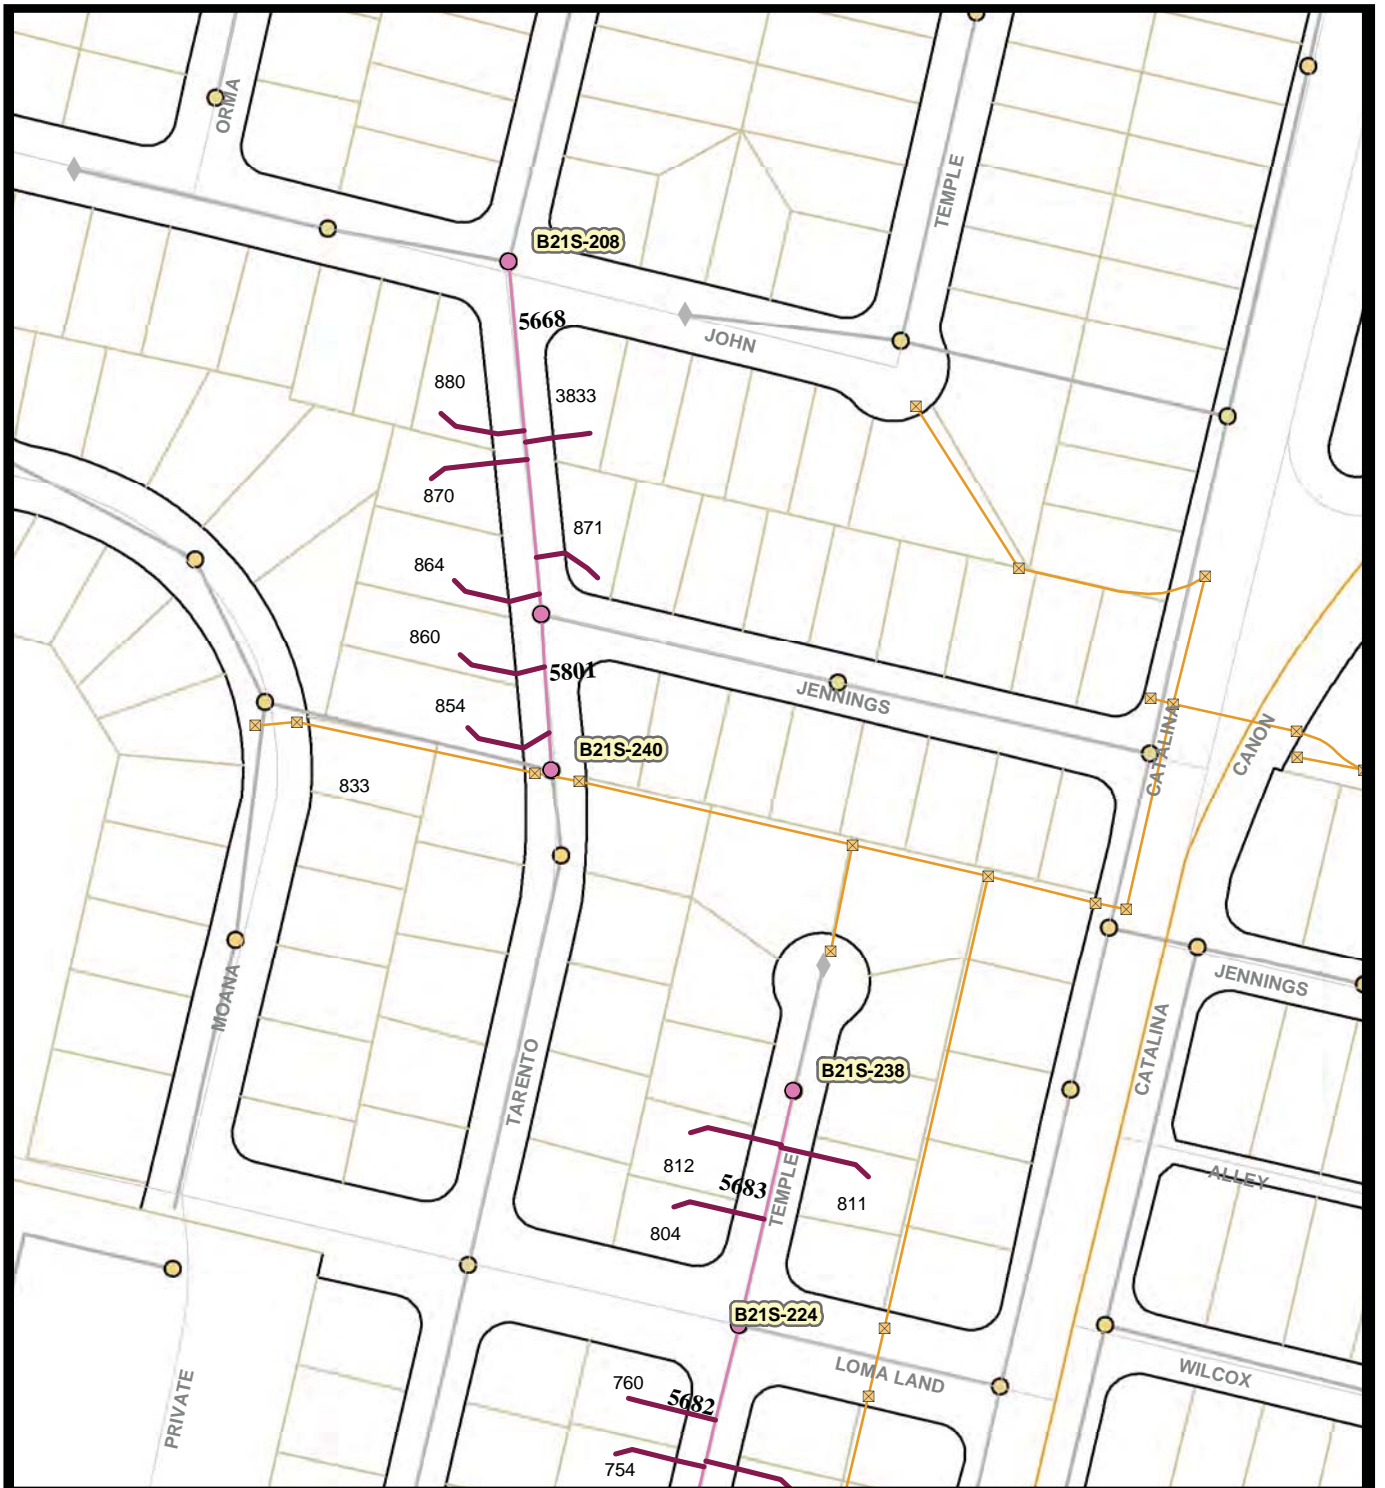 ORMA
TEMPLE
B21S-208
5668
JOHN
880
3833
870
871
864
860
5801
JENNINGS
854
B21S-240
CATALINA
CANON
833
MOANA
JENNINGS
TARENTO
CATALINA
B21S-238
812
5683
TEMPLE
811
ALLEY
804
B21S-224
LOMA LAND
WILCOX
760
5682
PRIVATE
754